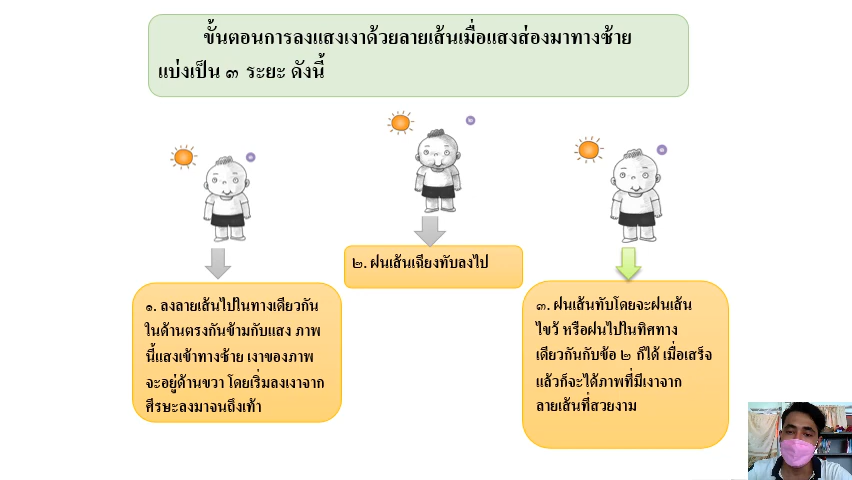 ขั้นตอนการลงแสงเงาด้วยลายเส้นเมื่อแสงส่องมาทางซ้าย
แบ่งเป็น ๓ ระยะ ดังนี้
๑. ลงลายเส้นไปในทางเดียวกัน
ในด้านตรงกันข้ามกับแสง ภาพ
นี้แสงเข้าทางซ้าย เงาของภาพ
จะอยู่ด้านขวา โดยเริ่มลงเงาจาก
ศีรษะลงมาจนถึงเท้า
๒. ฝนเส้นเฉียงทับลงไป
๓. ฝนเส้นทับโดยจะฝนเส้น
ไขว้ หรือฝนไปในทิศทาง
เดียวกันกับข้อ ๒ ก็ได้ เมื่อเสร็จ
แล้วก็จะได้ภาพที่มีเงาจาก
ลายเส้นที่สวยงาม